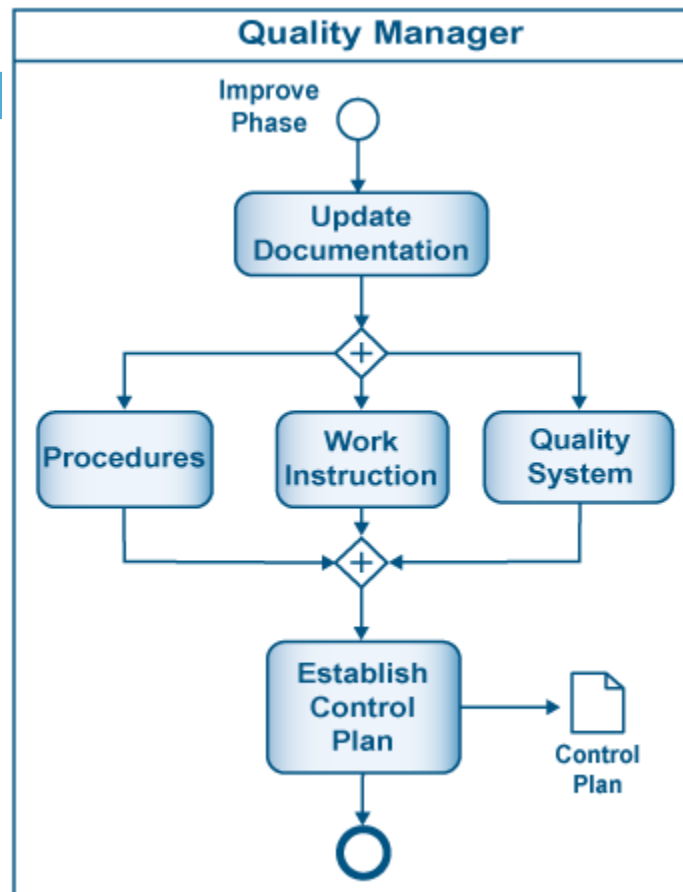 Quality Manager
Improve
Phase
Update
Documentation
Procedures
Work
Instruction
Quality
System
Establish
Control
Plan
Control
Plan